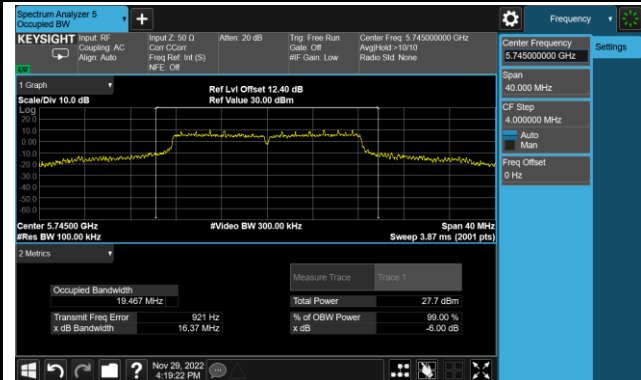 Spectrum Analyzer 5
Occupied BW
Frequency
KEYSIGHT
Input: RF
Coupling: AC
Align: Auto
Input Z: 50 Ω
Corr CCorr
Freq Ref: Int (S)
NFE: Off
Atten: 20 dB
Trig: Free Run
Gate: Off
#IF Gain: Low
Center Freq: 5.745000000 GHz
Avg|Hold:>10/10
Radio Std: None
Center Frequency
5.745000000 GHz
Settings
Span
40.000 MHz
CF Step
4.000000 MHz
Auto
Man
Freq Offset
0 Hz
1 Graph
Scale/Div 10.0 dB
Ref Lvl Offset 12.40 dB
Ref Value 30.00 dBm
Log
20.0
10.0
0.00
-10.0
-20.0
-30.0
-40.0
-50.0
-60.0
Center 5.74500 GHz
#Res BW 100.00 kHz
#Video BW 300.00 kHz
Span 40 MHz
Sweep 3.87 ms (2001 pts)
2 Metrics
Measure Trace
Trace 1
Occupied Bandwidth
19.467 MHz
Total Power
27.7 dBm
Transmit Freq Error
921 Hz
% of OBW Power
99.00 %
x dB Bandwidth
16.37 MHz
x dB
-6.00 dB
Nov 29, 2022
4:19:22 PM